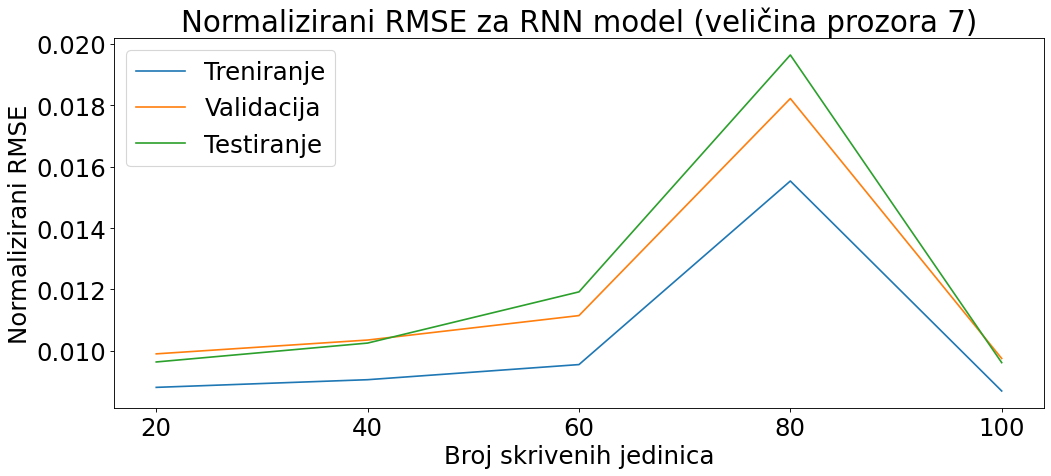 Normalizirani RMSE za RNN model (veličina prozora 7)
Normalizirani RMSE
0.020
0.018
0.016
0.014
0.012
0.010
Treniranje
Validacija
Testiranje
20 40 60 80 100
Broj skrivenih jedinica